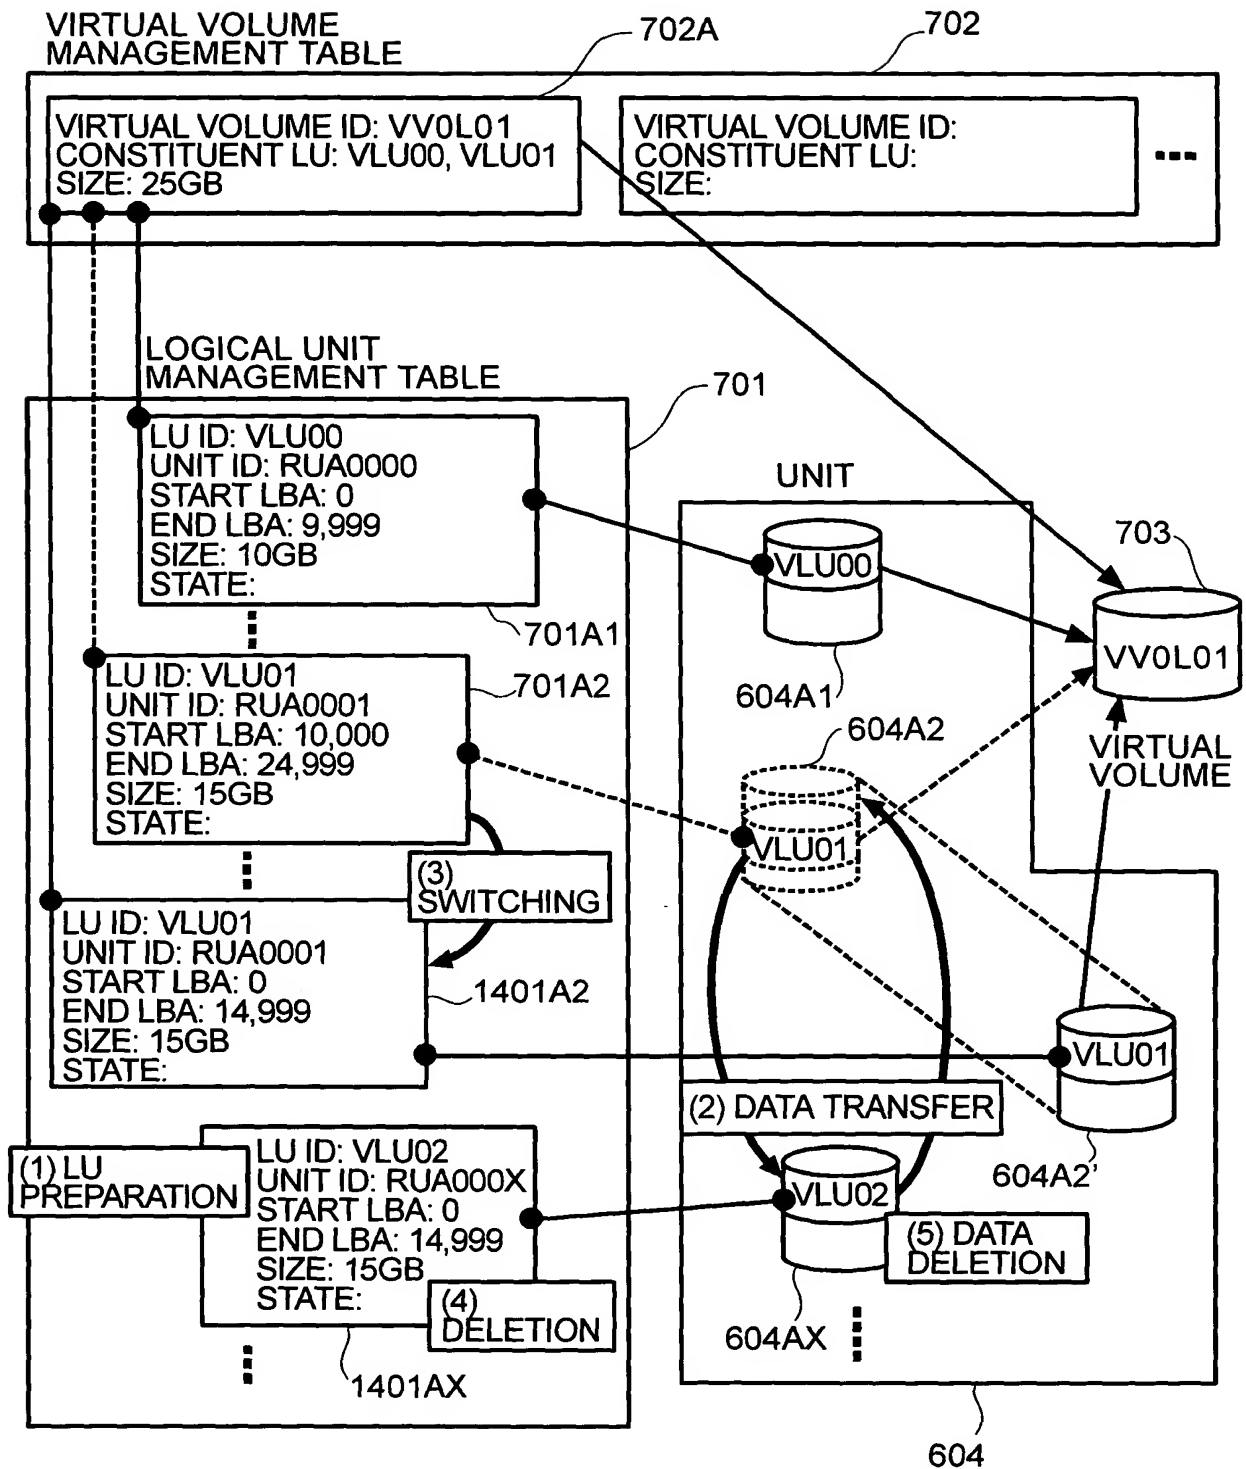 VIRTUAL VOLUME
MANAGEMENT TABLE
702A
702
VIRTUAL VOLUME ID: VV0L01
CONSTITUENT LU: VLU00, VLU01
SIZE: 25GB
VIRTUAL VOLUME ID:
CONSTITUENT LU:
SIZE:
LOGICAL UNIT
MANAGEMENT TABLE
701
LU ID: VLU00
UNIT ID: RUA0000
START LBA: 0
END LBA: 9,999
SIZE: 10GB
STATE:
701A1
LU ID: VLU01
UNIT ID: RUA0001
START LBA: 10,000
END LBA: 24,999
SIZE: 15GB
STATE:
701A2
(3)
SWITCHING
LU ID: VLU01
UNIT ID: RUA0001
START LBA: 0
END LBA: 14,999
SIZE: 15GB
STATE:
1401A2
(1) LU
PREPARATION
LU ID: VLU02
UNIT ID: RUA000X
START LBA: 0
END LBA: 14,999
SIZE: 15GB
STATE:
(4)
DELETION
1401AX
UNIT
VLU00
604A1
703
VV0L01
VIRTUAL
VOLUME
604A2
VLU01
VLU01
604A2'
(2) DATA TRANSFER
VLU02
(5) DATA
DELETION
604AX
604